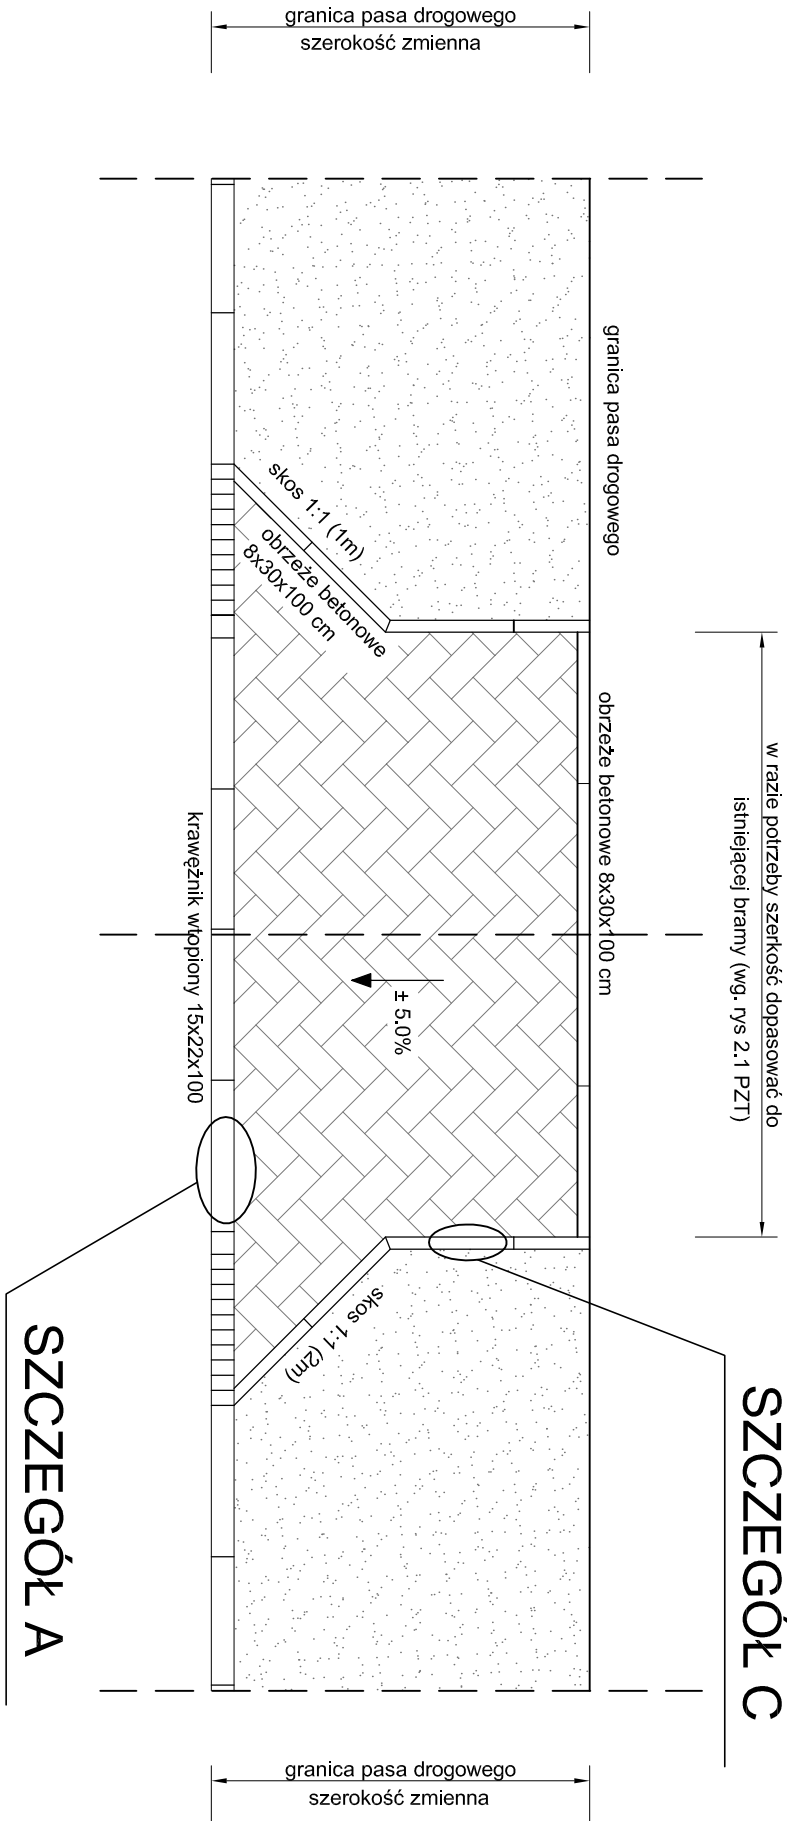 granica pasa drogowego
szerokość zmienna
granica pasa drogowego
skos 1:1 (1m)
obrzeże betonowe
8x30x100 cm
obrzeże betonowe 8x30x100 cm
w razie potrzeby szerkość dopasować do
istniejącej bramy (wg. rys 2.1 PZT)
krawężnik wtopiony 15x22x100
± 5.0%
skos 1:1 (2m)
SZCZEGÓŁ A
SZCZEGÓŁ C
granica pasa drogowego
szerokość zmienna